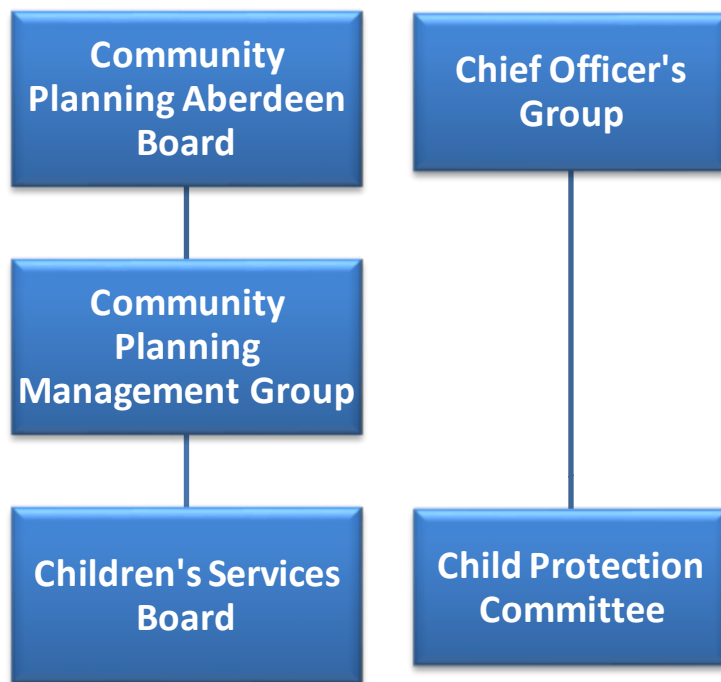 Community
Planning Aberdeen
Board
Chief Officer's
Group
Community
Planning
Management Group
Children's Services
Board
Child Protection
Committee